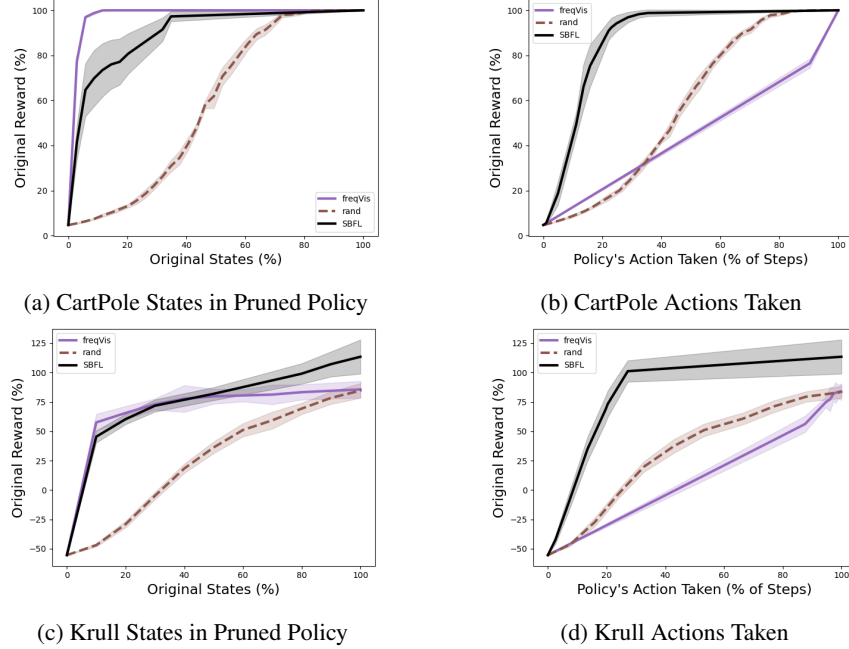 100
80
60
40
20
0
Original Reward (%)
freqVis
rand
SBFL
0 20 40 60 80 100
Original States (%)
(a) CartPole States in Pruned Policy
100
80
60
40
20
0
Original Reward (%)
freqVis
rand
SBFL
0 20 40 60 80 100
Policy's Action Taken (% of Steps)
(b) CartPole Actions Taken
125
100
75
50
25
0
−25
−50
Original Reward (%)
freqVis
rand
SBFL
0 20 40 60 80 100
Original States (%)
(c) Krull States in Pruned Policy
125
100
75
50
25
0
−25
−50
Original Reward (%)
freqVis
rand
SBFL
0 20 40 60 80 100
Policy's Action Taken (% of Steps)
(d) Krull Actions Taken